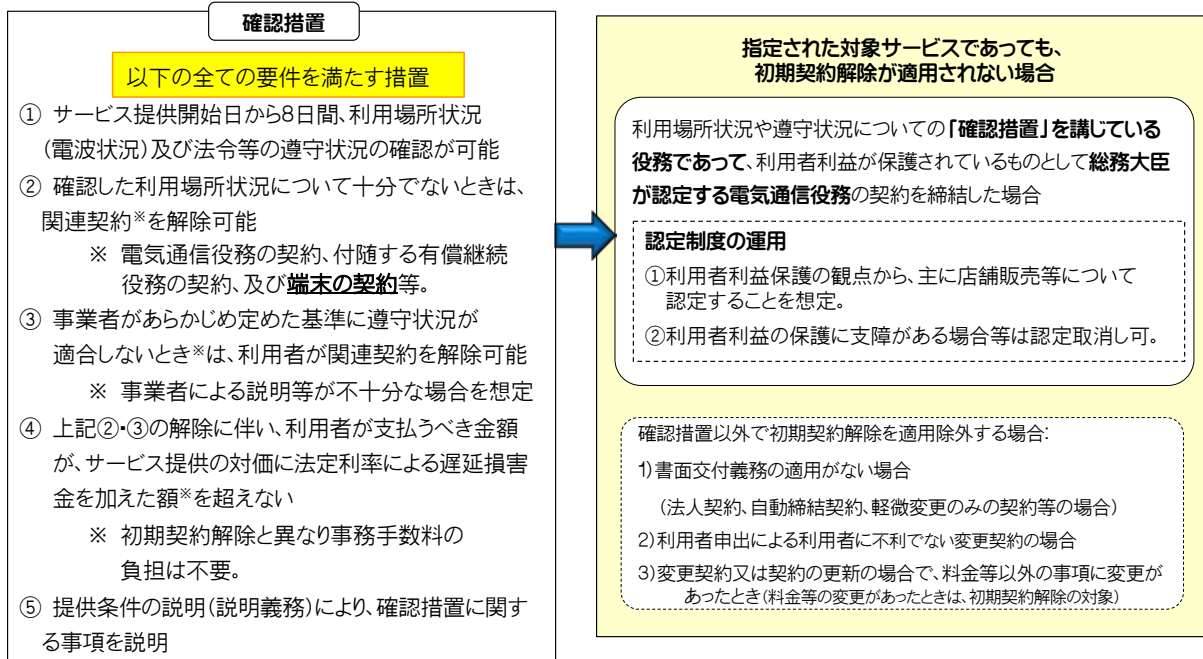 確認措置
以下の全ての要件を満たす措置
① サービス提供開始日から8日間、利用場所状況
(電波状況)及び法令等の遵守状況の確認が可能
② 確認した利用場所状況について十分でないときは、
関連契約※を解除可能
※ 電気通信役務の契約、付随する有償継続
役務の契約、及び端末の契約等。
③ 事業者があらかじめ定めた基準に遵守状況が
適合しないとき※は、利用者が関連契約を解除可能
※ 事業者による説明等が不十分な場合を想定
④ 上記②・③の解除に伴い、利用者が支払うべき金額
が、サービス提供の対価に法定利率による遅延損害
金を加えた額※を超えない
※ 初期契約解除と異なり事務手数料の
負担は不要。
⑤ 提供条件の説明(説明義務)により、確認措置に関す
る事項を説明
指定された対象サービスであっても、
初期契約解除が適用されない場合
利用場所状況や遵守状況についての「確認措置」を講じている
役務であって、利用者利益が保護されているものとして総務大臣
が認定する電気通信役務の契約を締結した場合
認定制度の運用
①利用者利益保護の観点から、主に店舗販売等について
認定することを想定。
②利用者利益の保護に支障がある場合等は認定取消し可。
確認措置以外で初期契約解除を適用除外する場合:
1)書面交付義務の適用がない場合
(法人契約、自動締結契約、軽微変更のみの契約等の場合)
2)利用者申出による利用者に不利でない変更契約の場合
3)変更契約又は契約の更新の場合で、料金等以外の事項に変更が
あったとき(料金等の変更があったときは、初期契約解除の対象)